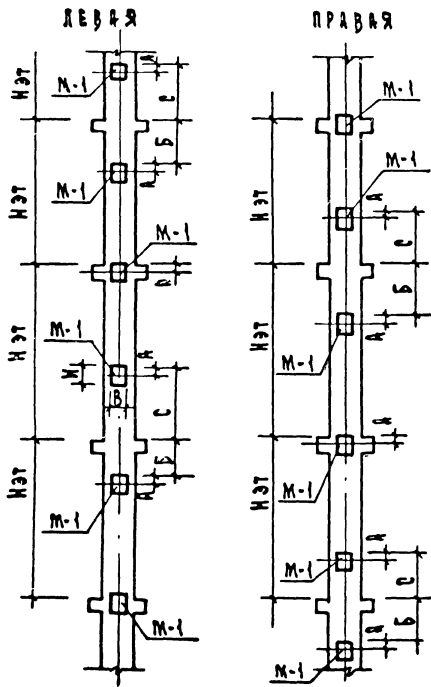 ЛЕВАЯ
А
С
М-1
Нэт
Б
М-1
А
М-1
Нэт
А
М-1
А
Н
Нэт
В
С
Б
А
М-1
Нэт
М-1
ПРАВАЯ
М-1
М-1
А
Нэт
С
Б
А
М-1
Нэт
А
М-1
А
Нэт
М-1
С
Б
А
М-1